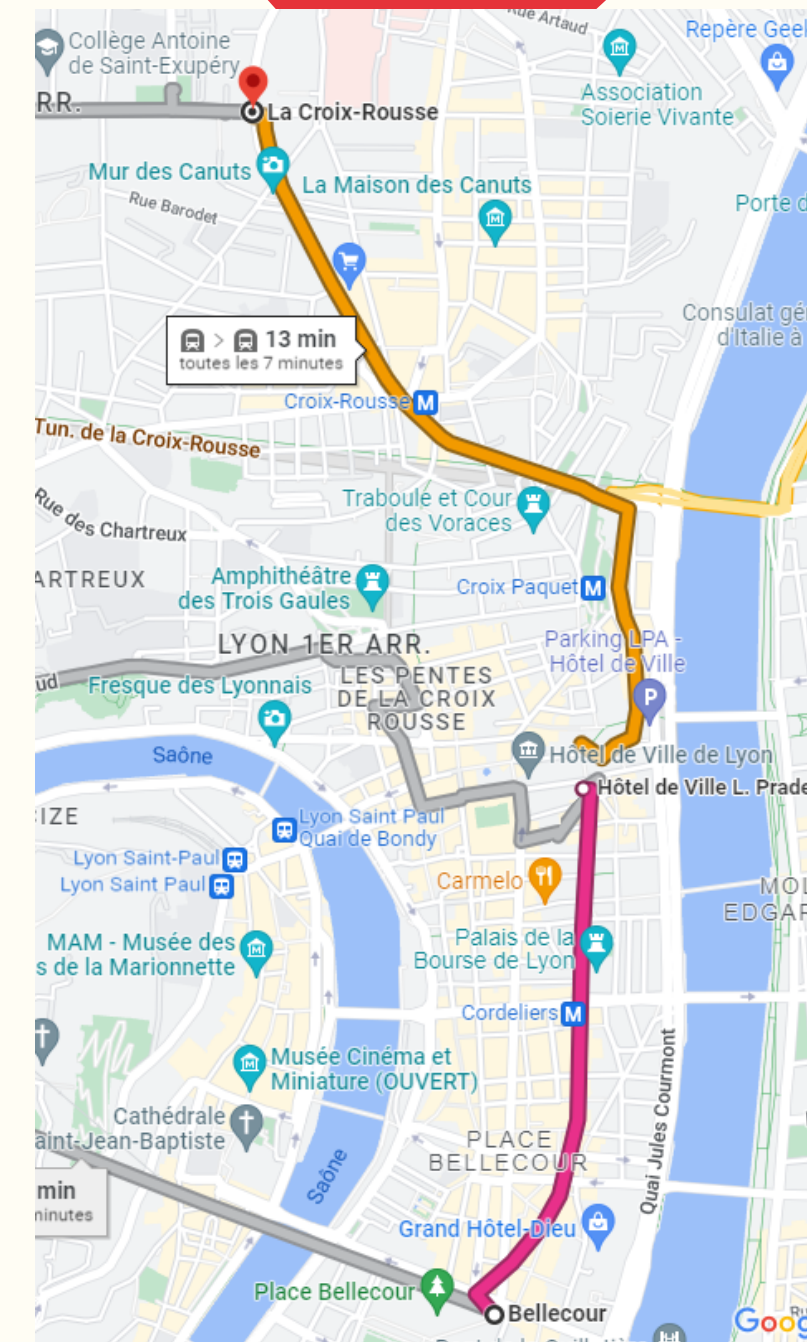 Rue Artaud
Repère Geel
Collège Antoine
de Saint-Exupéry
Association
Soierie Vivante
RR.
La Croix-Rousse
Mur des Canuts
La Maison des Canuts
Rue Barodet
Porte d
Consulat gé
d'Italie à
13 min
toutes les 7 minutes
Croix-Rousse M
Tun. de la Croix-Rousse
Traboule et Cour
des Voraces
Rue des Chartreux
ARTREUX
Amphithéâtre
des Trois Gaules
Croix Paquet M
LYON 1ER ARR.
Parking LPA -
Hôtel de Ville
P
ud
Fresque des Lyonnais
LES PENTES
DE LA CROIX
ROUSSE
Saône
Hôtel de Ville de Lyon
Hôtel de Ville L. Prade
IZE
Lyon Saint Paul
Quai de Bondy
Lyon Saint-Paul
Lyon Saint Paul
Carmelo
MOL
EDGAR
MAM - Musée des
s de la Marionnette
Palais de la
Bourse de Lyon
Cordeliers M
Musée Cinéma et
Miniature (OUVERT)
Quai Jules Courmont
Cathédrale
aint-Jean-Baptiste
PLACE
BELLECOUR
Saône
min
minutes
Grand Hôtel-Dieu
Place Bellecour
Bellecour
Goog